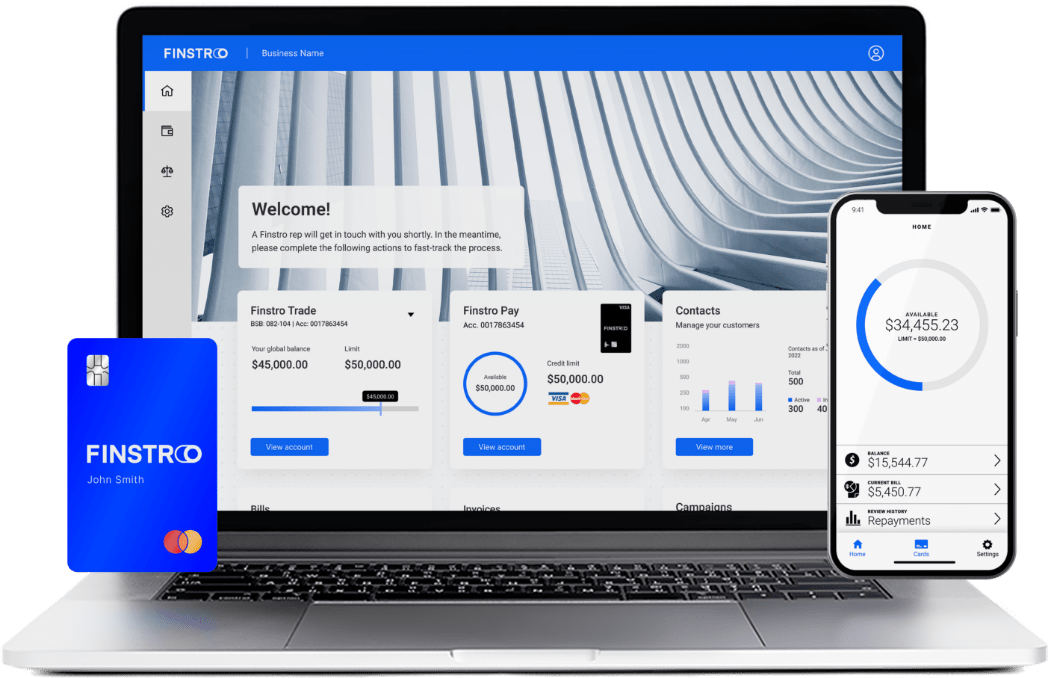 FINSTRO
Business Name
Welcome!
A Finstro rep will get in touch with you shortly. In the meantime,
please complete the following actions to fast-track the process.
Finstro Trade
BSB: 082-104 | Acc: 0017863454
Your global balance
Limit
$45,000.00
$50,000.00
$45,000.00
View account
Finstro Pay
Acc. 0017863454
VISA
FINSTRO
Available
$50,000.00
Credit limit
$50,000.00
VISA
MasterCard
View account
Contacts
Manage your customers
2000
1000
500
200
100
Apr
May
Jun
Contacts as of
2022
Total
500
Active
In
300
40
View more
Bills
Invoices
Campaigns
FINSTRO
John Smith
9:41
HOME
AVAILABLE
$34,455.23
LIMIT = $50,000.00
BALANCE
$15,544.77
CURRENT BILL
$5,450.77
REVIEW HISTORY
Repayments
Home
Cards
Settings
control
option
command
option